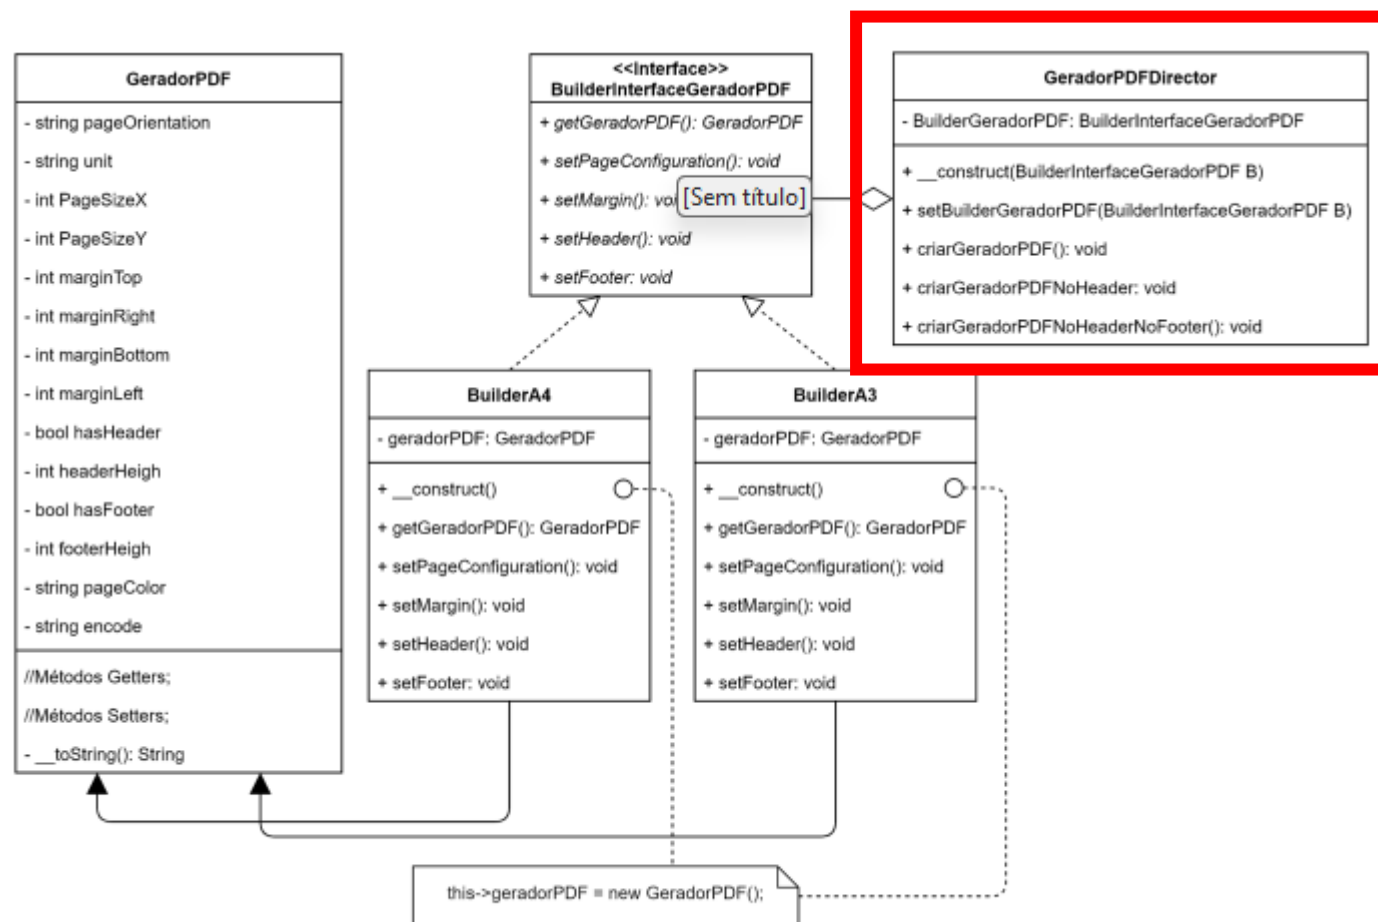 GeradorPDF
- string pageOrientation
- string unit
- int PageSizeX
- int PageSizeY
- int marginTop
- int marginRight
- int marginBottom
- int marginLeft
- bool hasHeader
- int headerHeigh
- bool hasFooter
- int footerHeigh
- string pageColor
- string encode
//Métodos Getters;
//Métodos Setters;
- __toString(): String
<<Interface>>
BuilderInterfaceGeradorPDF
+ getGeradorPDF(): GeradorPDF
+ setPageConfiguration(): void
+ setMargin():
[Sem título]
+ setHeader(): void
+ setFooter: void
GeradorPDFDirector
- BuilderGeradorPDF: BuilderInterfaceGeradorPDF
+ __construct(BuilderInterfaceGeradorPDF B)
+ setBuilderGeradorPDF(BuilderInterfaceGeradorPDF B)
+ criarGeradorPDF(): void
+ criarGeradorPDFNoHeader: void
+ criarGeradorPDFNoHeaderNoFooter(): void
BuilderA4
- geradorPDF: GeradorPDF
+ __construct()
+ getGeradorPDF(): GeradorPDF
+ setPageConfiguration(): void
+ setMargin(): void
+ setHeader(): void
+ setFooter: void
BuilderA3
- geradorPDF: GeradorPDF
+ __construct()
+ getGeradorPDF(): GeradorPDF
+ setPageConfiguration(): void
+ setMargin(): void
+ setHeader(): void
+ setFooter: void
this->geradorPDF = new GeradorPDF();